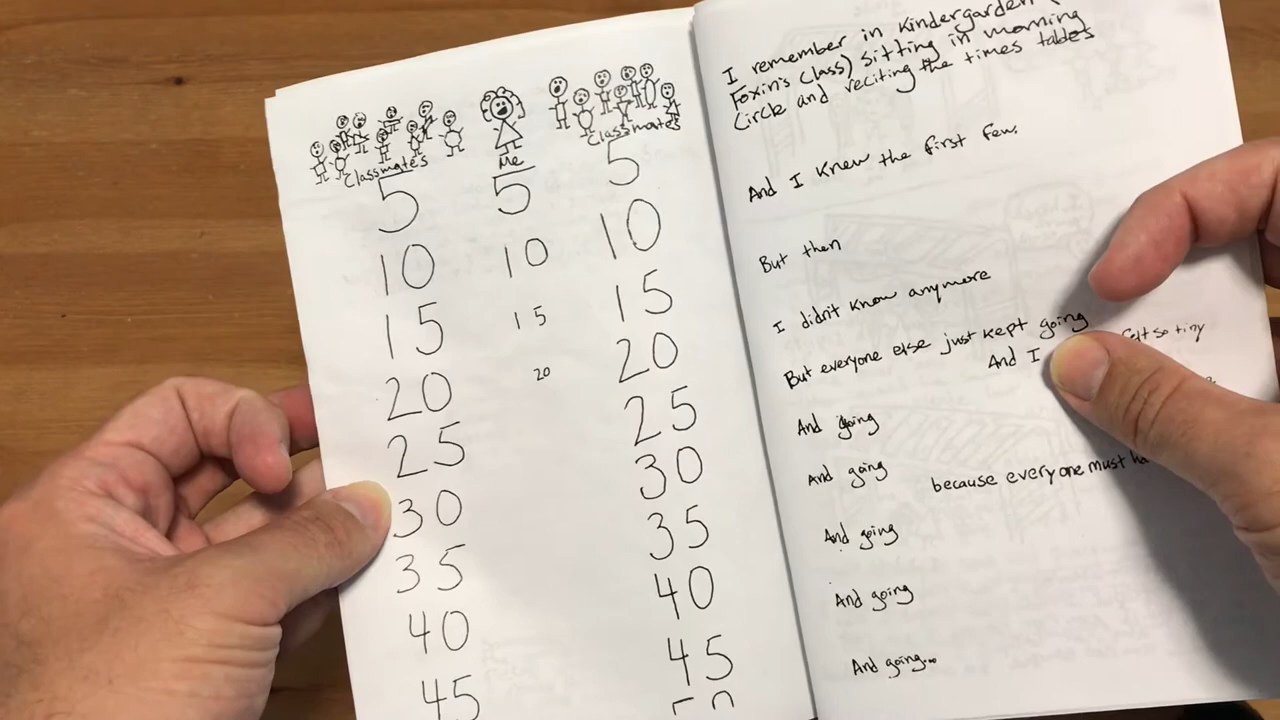 Classmates
Me
Classmates
5 5 5
10 10 10
15 15 15
20 20 20
25 25
30 30
35 35
40 40
45 45
50
I remember in Kindergarden
Foxin's Class) sitting in morning
Circle and reciting the times tables
And I knew the first few.
But then
I didn't know anymore
But everyone else just kept going
And I felt so tiny
And going
And going
because everyone must
And going
And going
And going...